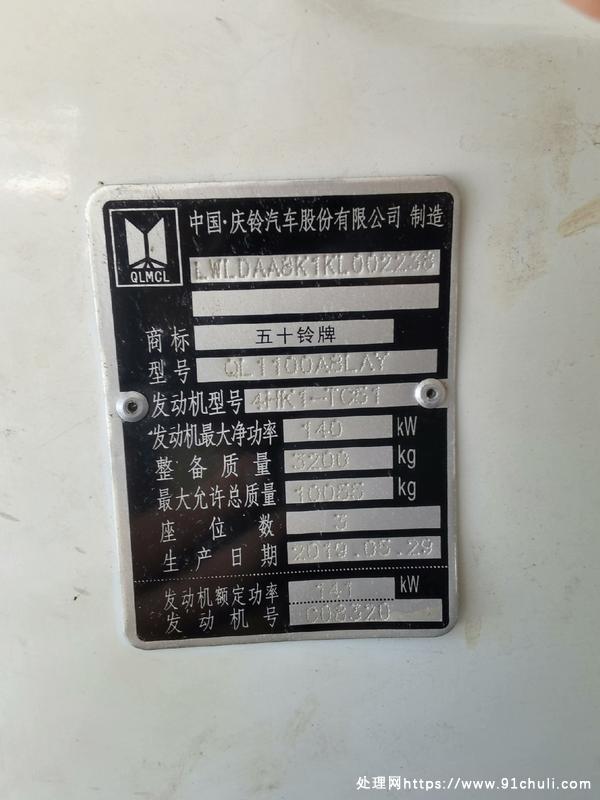 中国·庆铃汽车股份有限公司 制造
QLMCL
LWLDAA8K1KL002238
商标 五十铃牌
型号 QL1100A8LAY
发动机型号 4HK1-TC61
发动机最大净功率 140 kW
整备质量 3200 kg
最大允许总质量 10055 kg
座位数 3
生产日期 2019.05.29
发动机额定功率 141 kW
发动机号 C08320
处理网https://www.91chuli.com/